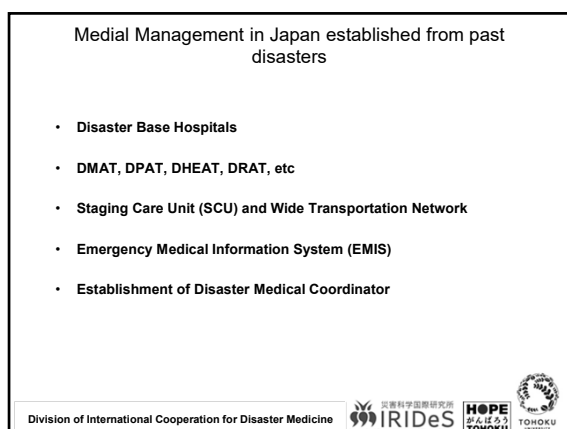 Medial Management in Japan established from past
disasters
• Disaster Base Hospitals
• DMAT, DPAT, DHEAT, DRAT, etc
• Staging Care Unit (SCU) and Wide Transportation Network
• Emergency Medical Information System (EMIS)
• Establishment of Disaster Medical Coordinator
Division of International Cooperation for Disaster Medicine
災害科学国際研究所
IRIDeS
HOPE
がんばろう
TOHOKU
TOHOKU